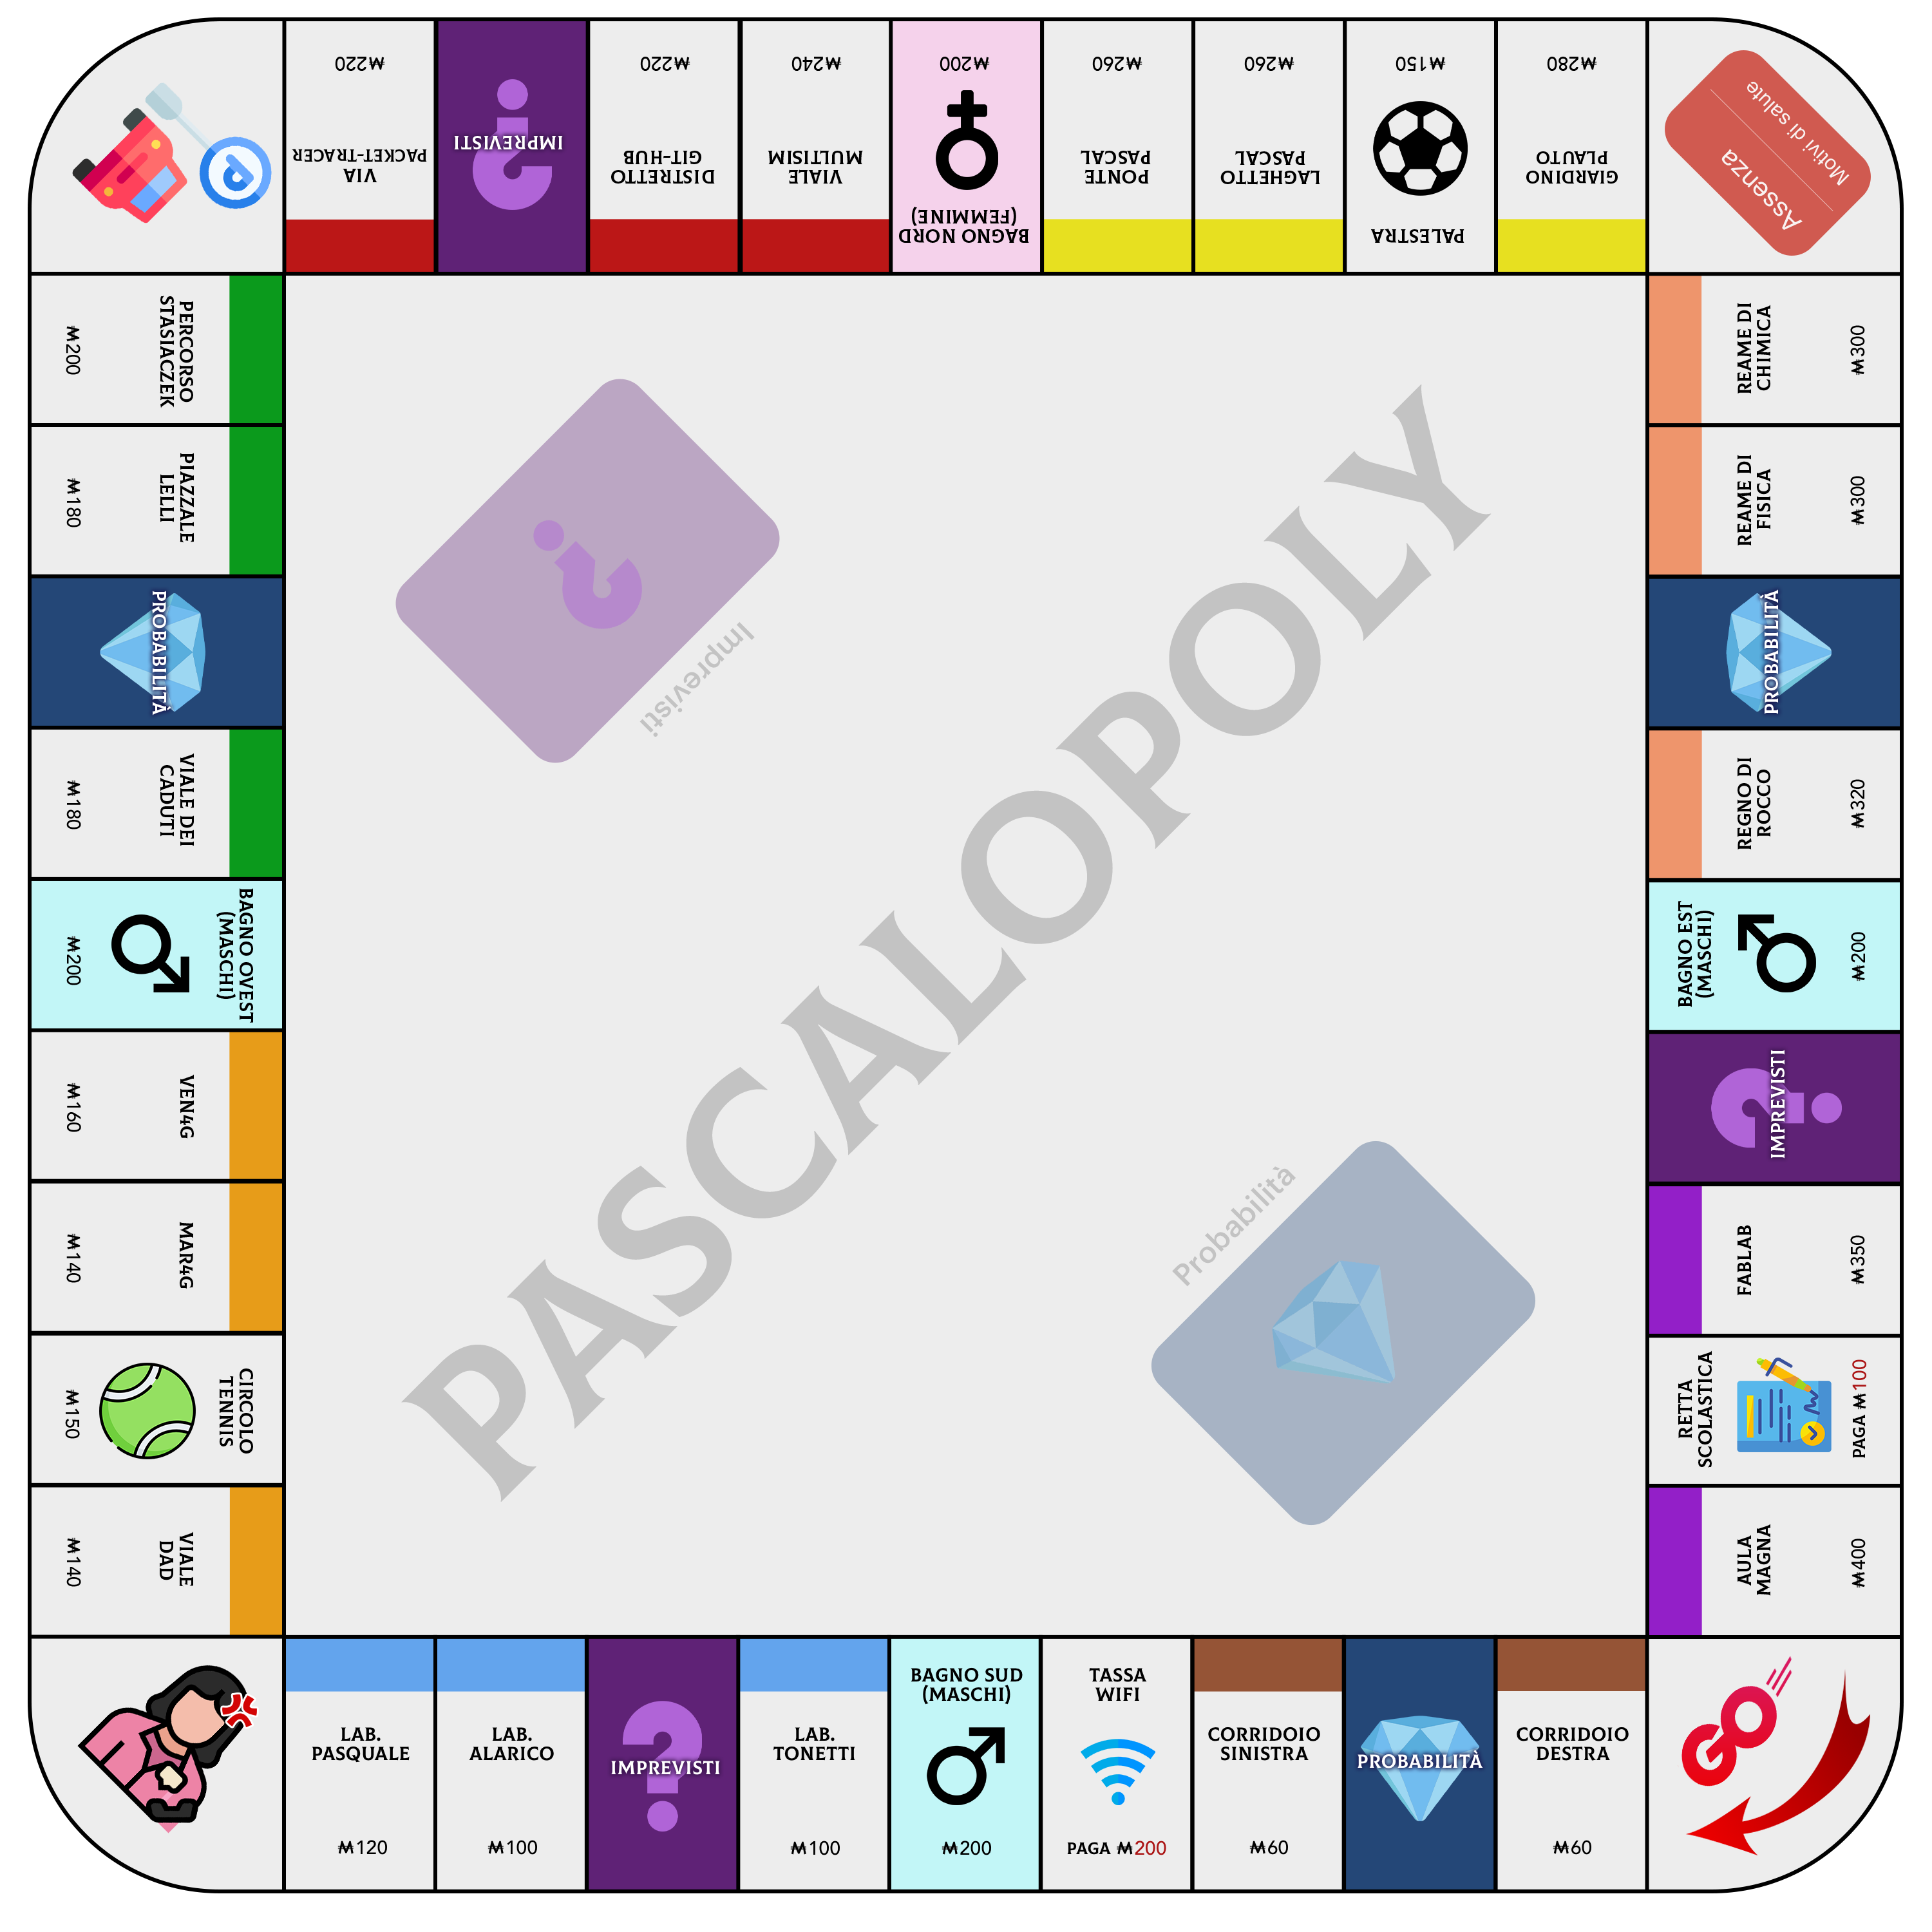 ₩220
VIA
PACKET-TRACER
IMPREVISTI
₩220
DISTRETTO
GIT-HUB
₩240
VIALE
MULTISIM
₩200
BAGNO NORD
(FEMMINE)
₩260
PONTE
PASCAL
₩260
LAGHETTO
PASCAL
₩150
PALESTRA
₩280
GIARDINO
PLAUTO
Assenza
Motivi di salute
PERCORSO
STASIACZEK
₩200
PIAZZALE
LELLI
₩180
PROBABILITÀ
VIALE DEI
CADUTI
₩180
BAGNO OVEST
(MASCHI)
₩200
VEN4G
₩160
MAR4G
₩140
CIRCOLO
TENNIS
₩150
VIALE
DAD
₩140
Imprevisti
PASCALOPOLY
Probabilità
REAME DI
CHIMICA
₩300
REAME DI
FISICA
₩300
PROBABILITÀ
REGNO DI
ROCCO
₩320
BAGNO EST
(MASCHI)
₩200
IMPREVISTI
FABLAB
₩350
RETTA
SCOLASTICA
PAGA ₩100
AULA
MAGNA
₩400
LAB.
PASQUALE
₩120
LAB.
ALARICO
₩100
IMPREVISTI
LAB.
TONETTI
₩100
BAGNO SUD
(MASCHI)
₩200
TASSA
WIFI
PAGA ₩200
CORRIDOIO
SINISTRA
₩60
PROBABILITÀ
CORRIDOIO
DESTRA
₩60
GO